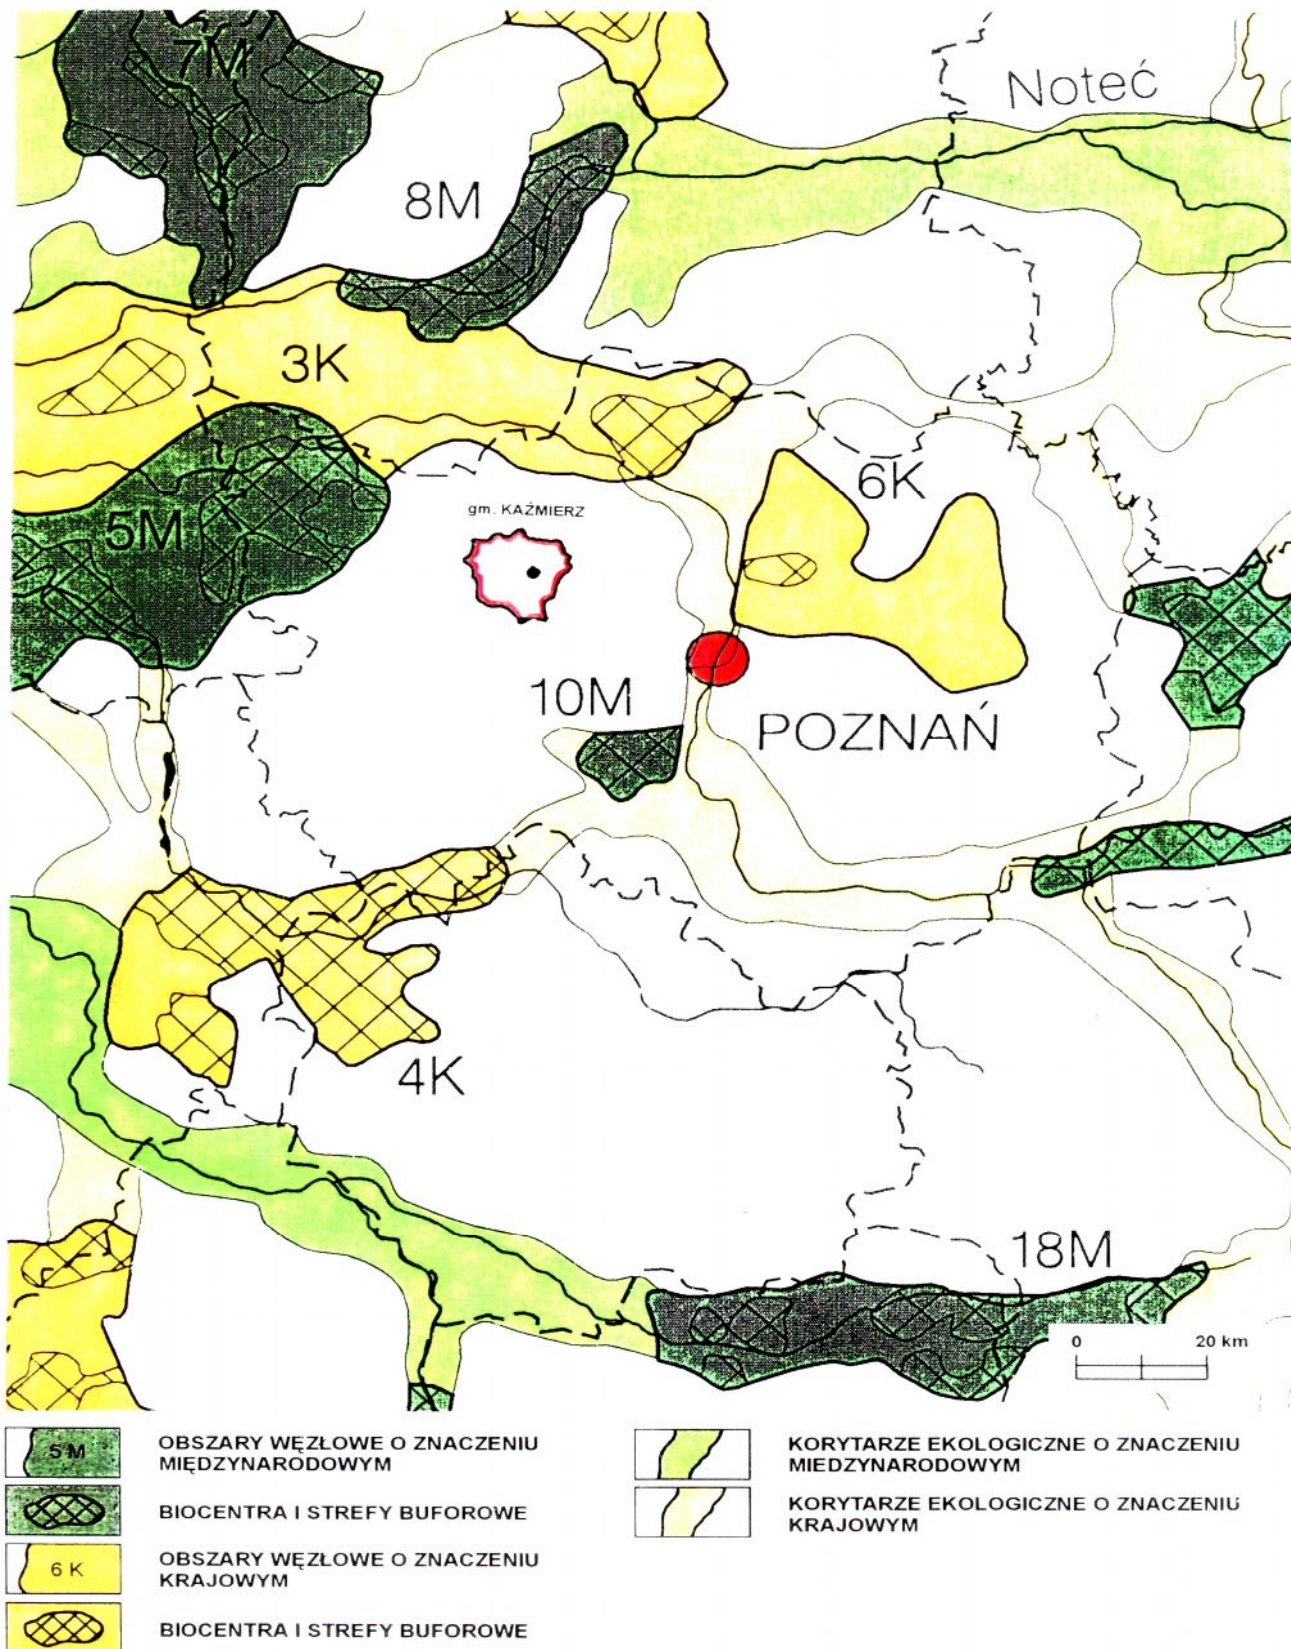 7M
Noteć
8M
3K
6K
gm. KAŹMIERZ
5M
10M
POZNAŃ
4K
18M
0 20 km
5 M
OBSZARY WĘZŁOWE O ZNACZENIU
MIĘDZYNARODOWYM
BIOCENTRA I STREFY BUFOROWE
6 K
OBSZARY WĘZŁOWE O ZNACZENIU
KRAJOWYM
BIOCENTRA I STREFY BUFOROWE
KORYTARZE EKOLOGICZNE O ZNACZENIU
MIEDZYNARODOWYM
KORYTARZE EKOLOGICZNE O ZNACZENIU
KRAJOWYM